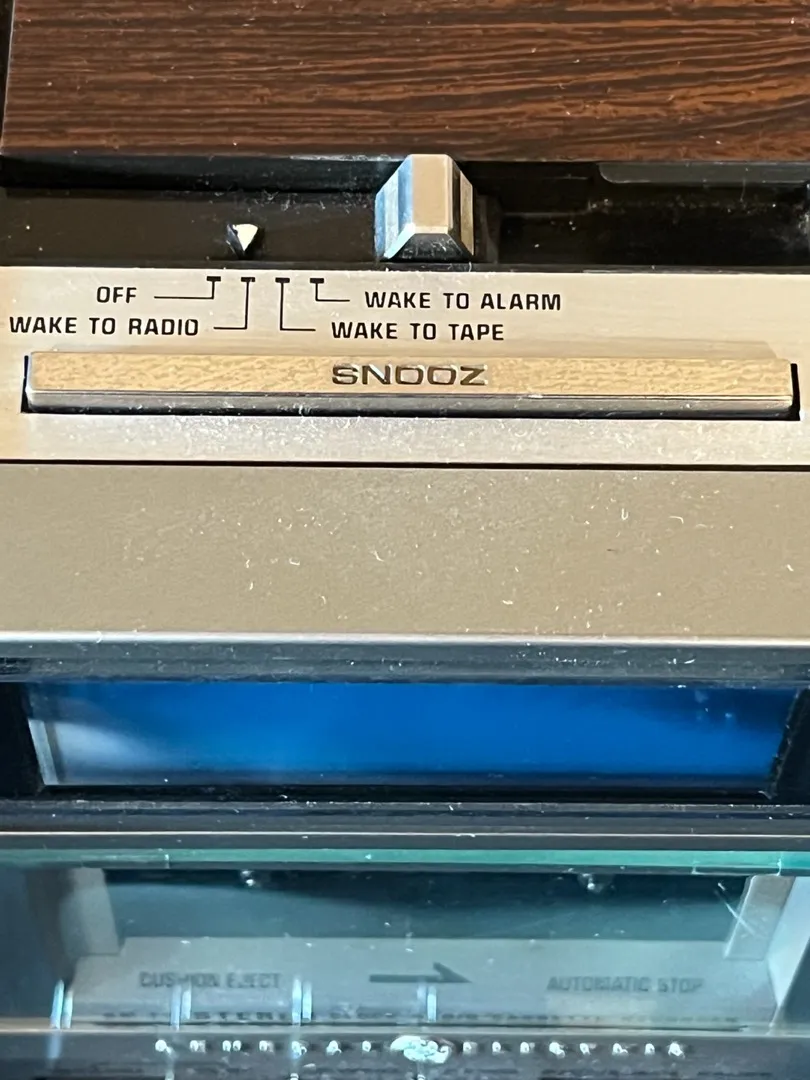 OFF
WAKE TO ALARM
WAKE TO RADIO
WAKE TO TAPE
SNOOZ
CUSHION EJECT
AUTOMATIC STOP